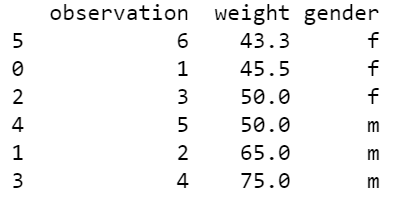 observation weight gender
5 6 43.3 f
0 1 45.5 f
2 3 50.0 f
4 5 50.0 m
1 2 65.0 m
3 4 75.0 m